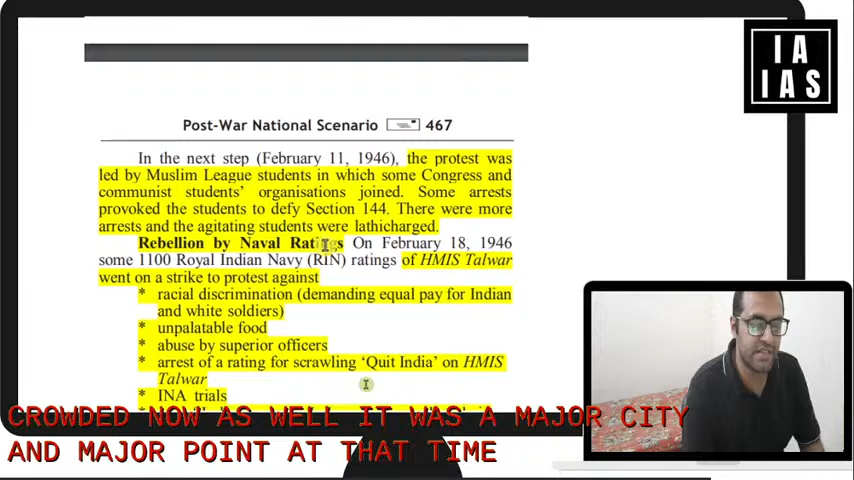 IA
IAS
Post-War National Scenario 467
In the next step (February 11, 1946), the protest was
led by Muslim League students in which some Congress and
communist students' organisations joined. Some arrests
provoked the students to defy Section 144. There were more
arrests and the agitating students were lathicharged.
Rebellion by Naval Ratings On February 18, 1946
some 1100 Royal Indian Navy (RIN) ratings of HMIS Talwar
went on a strike to protest against
* racial discrimination (demanding equal pay for Indian
and white soldiers)
* unpalatable food
* abuse by superior officers
* arrest of a rating for scrawling 'Quit India' on HMIS
Talwar
* INA trials
CROWDED NOW AS WELL IT WAS A MAJOR CITY
AND MAJOR POINT AT THAT TIME